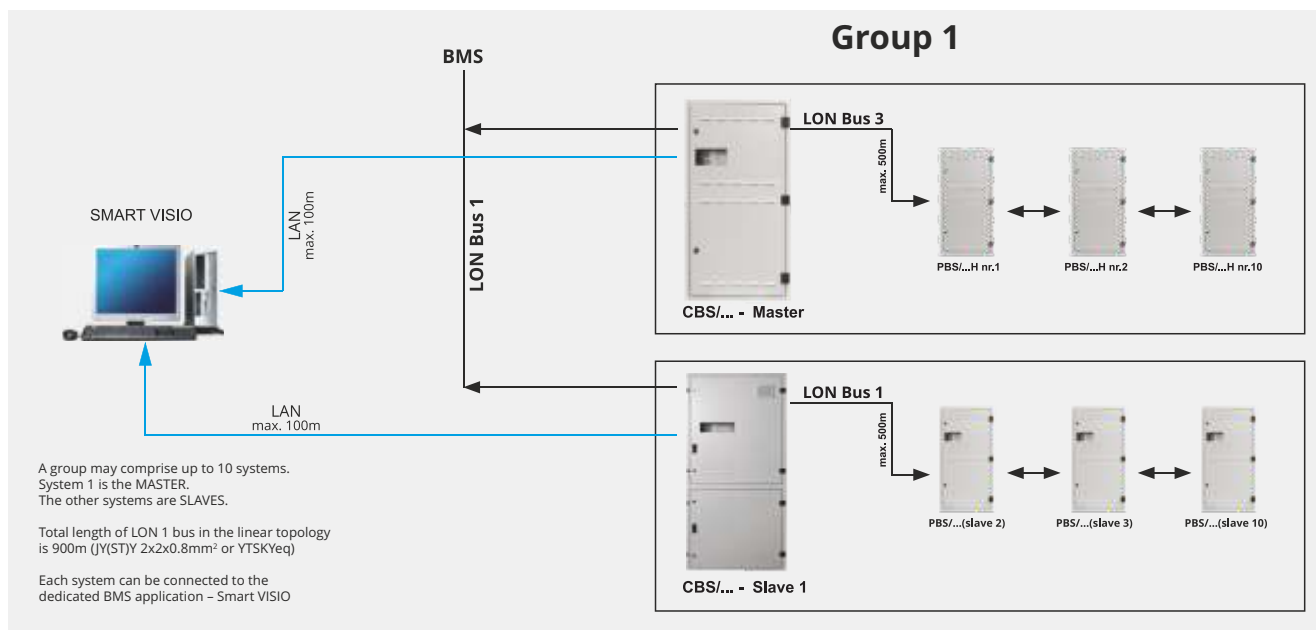 Group 1
BMS
LON Bus 3
max. 500m
SMART VISIO
LAN
max. 100m
LON Bus 1
PBS/...H nr.1
PBS/...H nr.2
PBS/...H nr.10
CBS/... - Master
LON Bus 1
max. 500m
LAN
max. 100m
A group may comprise up to 10 systems.
System 1 is the MASTER.
The other systems are SLAVES.
Total length of LON 1 bus in the linear topology
is 900m (JY(ST)Y 2x2x0.8mm² or YTSKYeq)
Each system can be connected to the
dedicated BMS application – Smart VISIO
PBS/...(slave 2)
PBS/...(slave 3)
PBS/...(slave 10)
CBS/... - Slave 1